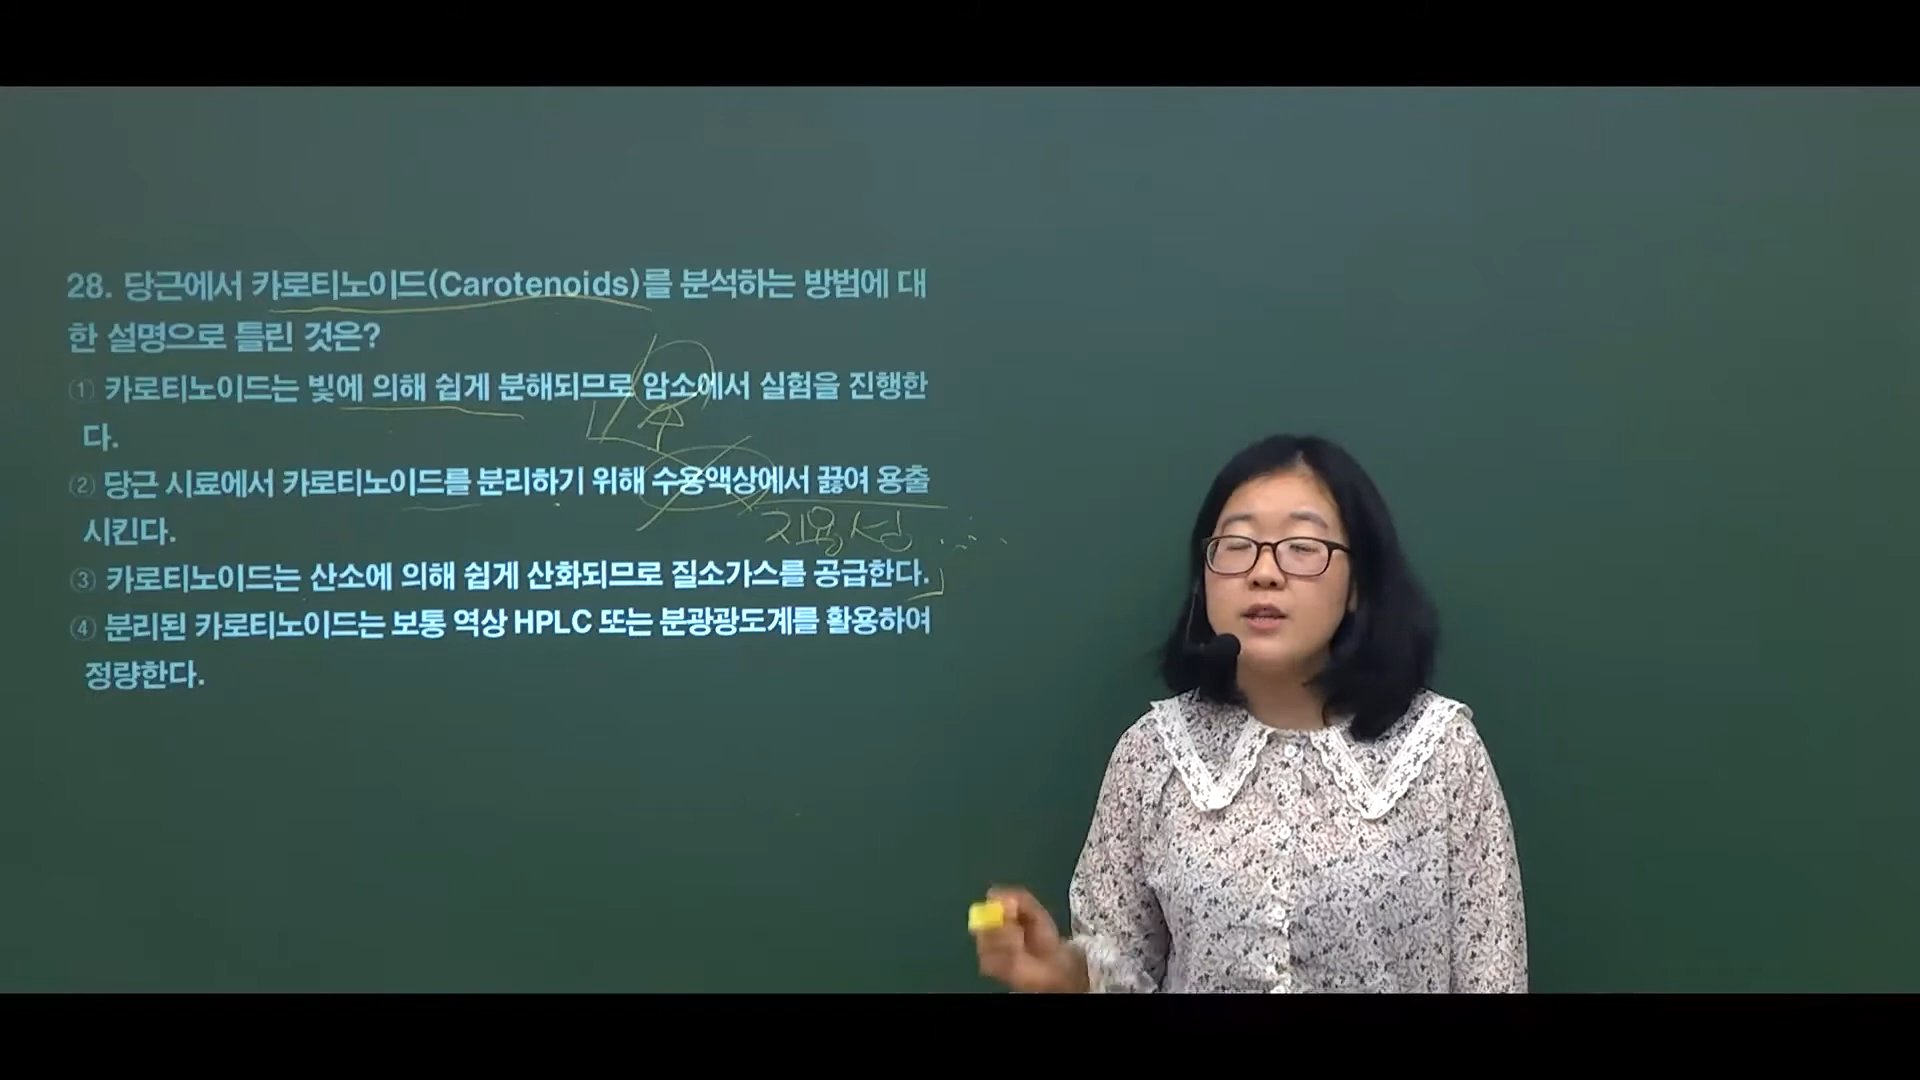 28. 당근에서 카로티노이드(Carotenoids)를 분석하는 방법에 대
한 설명으로 틀린 것은?
① 카로티노이드는 빛에 의해 쉽게 분해되므로 암소에서 실험을 진행한
다.
② 당근 시료에서 카로티노이드를 분리하기 위해 수용액상에서 끓여 용출
시킨다.
지용성
③ 카로티노이드는 산소에 의해 쉽게 산화되므로 질소가스를 공급한다.
④ 분리된 카로티노이드는 보통 역상 HPLC 또는 분광광도계를 활용하여
정량한다.